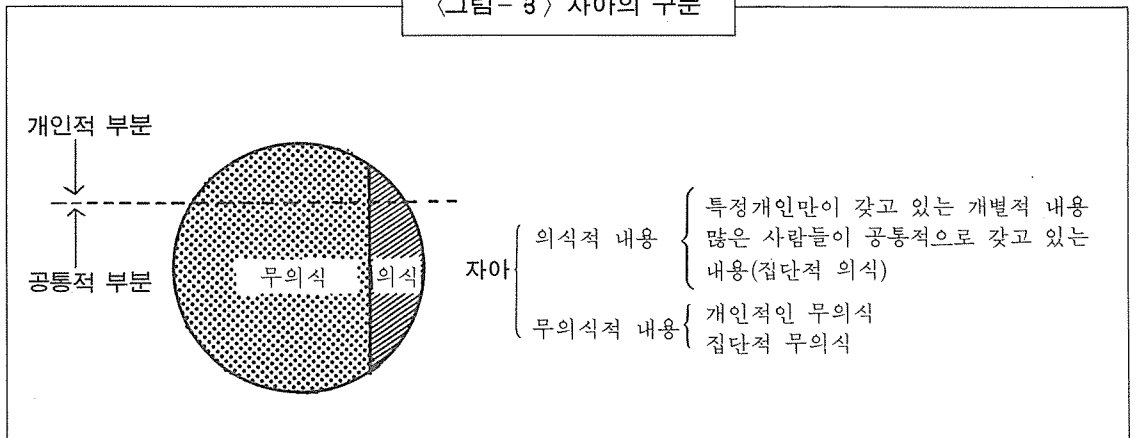 〈그림- 3〉 자아의 구분
개인적 부분
공통적 부분
무의식
의식
자아
의식적 내용
특정개인만이 갖고 있는 개별적 내용
많은 사람들이 공통적으로 갖고 있는
내용(집단적 의식)
무의식적 내용
개인적인 무의식
집단적 무의식